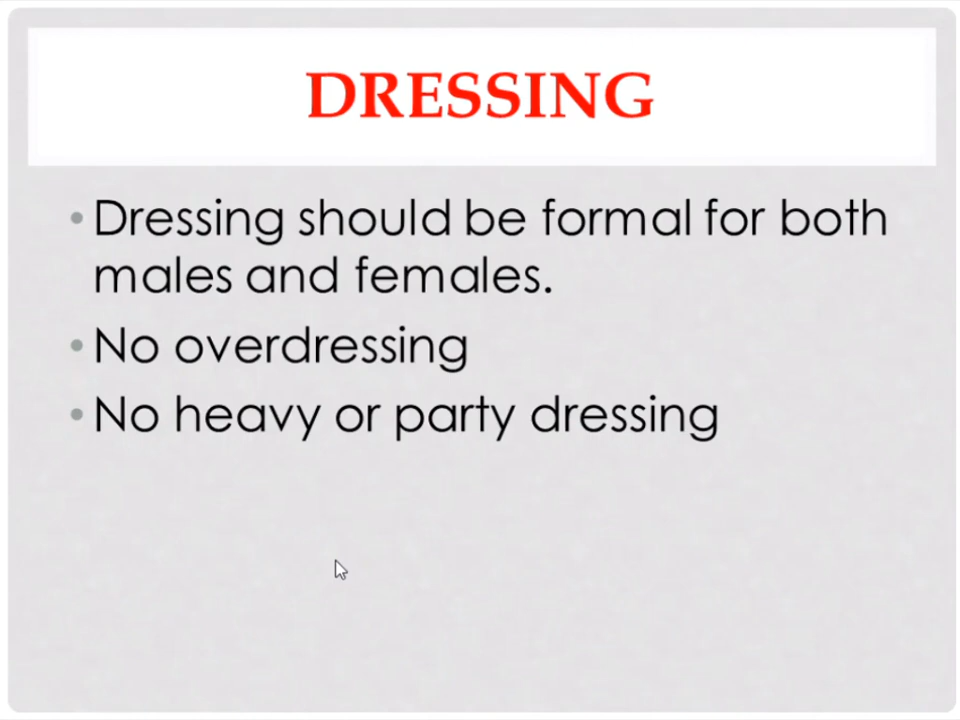 DRESSING
• Dressing should be formal for both
males and females.
• No overdressing
• No heavy or party dressing